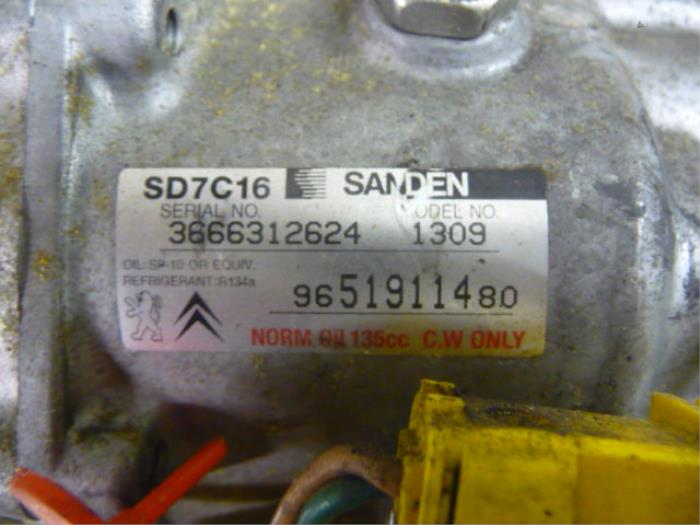 SD7C16 SANDEN
SERIAL NO. MODEL NO.
3666312624 1309
OIL:SP-10 OR EQUIV.
REFRIGERANT:R134a
9651911480
NORM Oil 135cc C.W ONLY